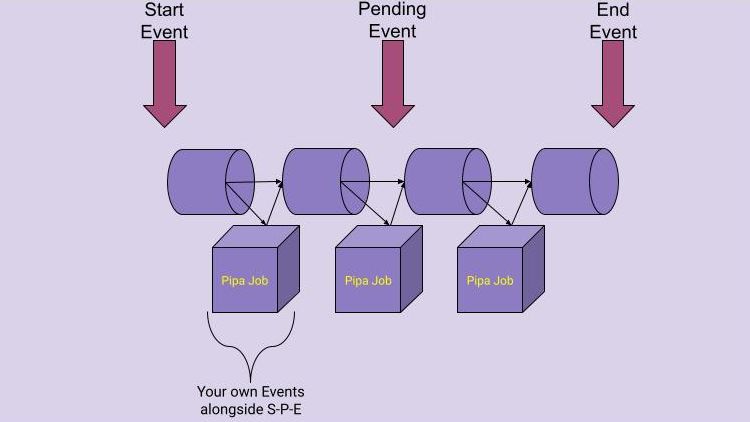 Start
Event
Pending
Event
End
Event
Pipa Job
Pipa Job
Pipa Job
Your own Events
alongside S-P-E